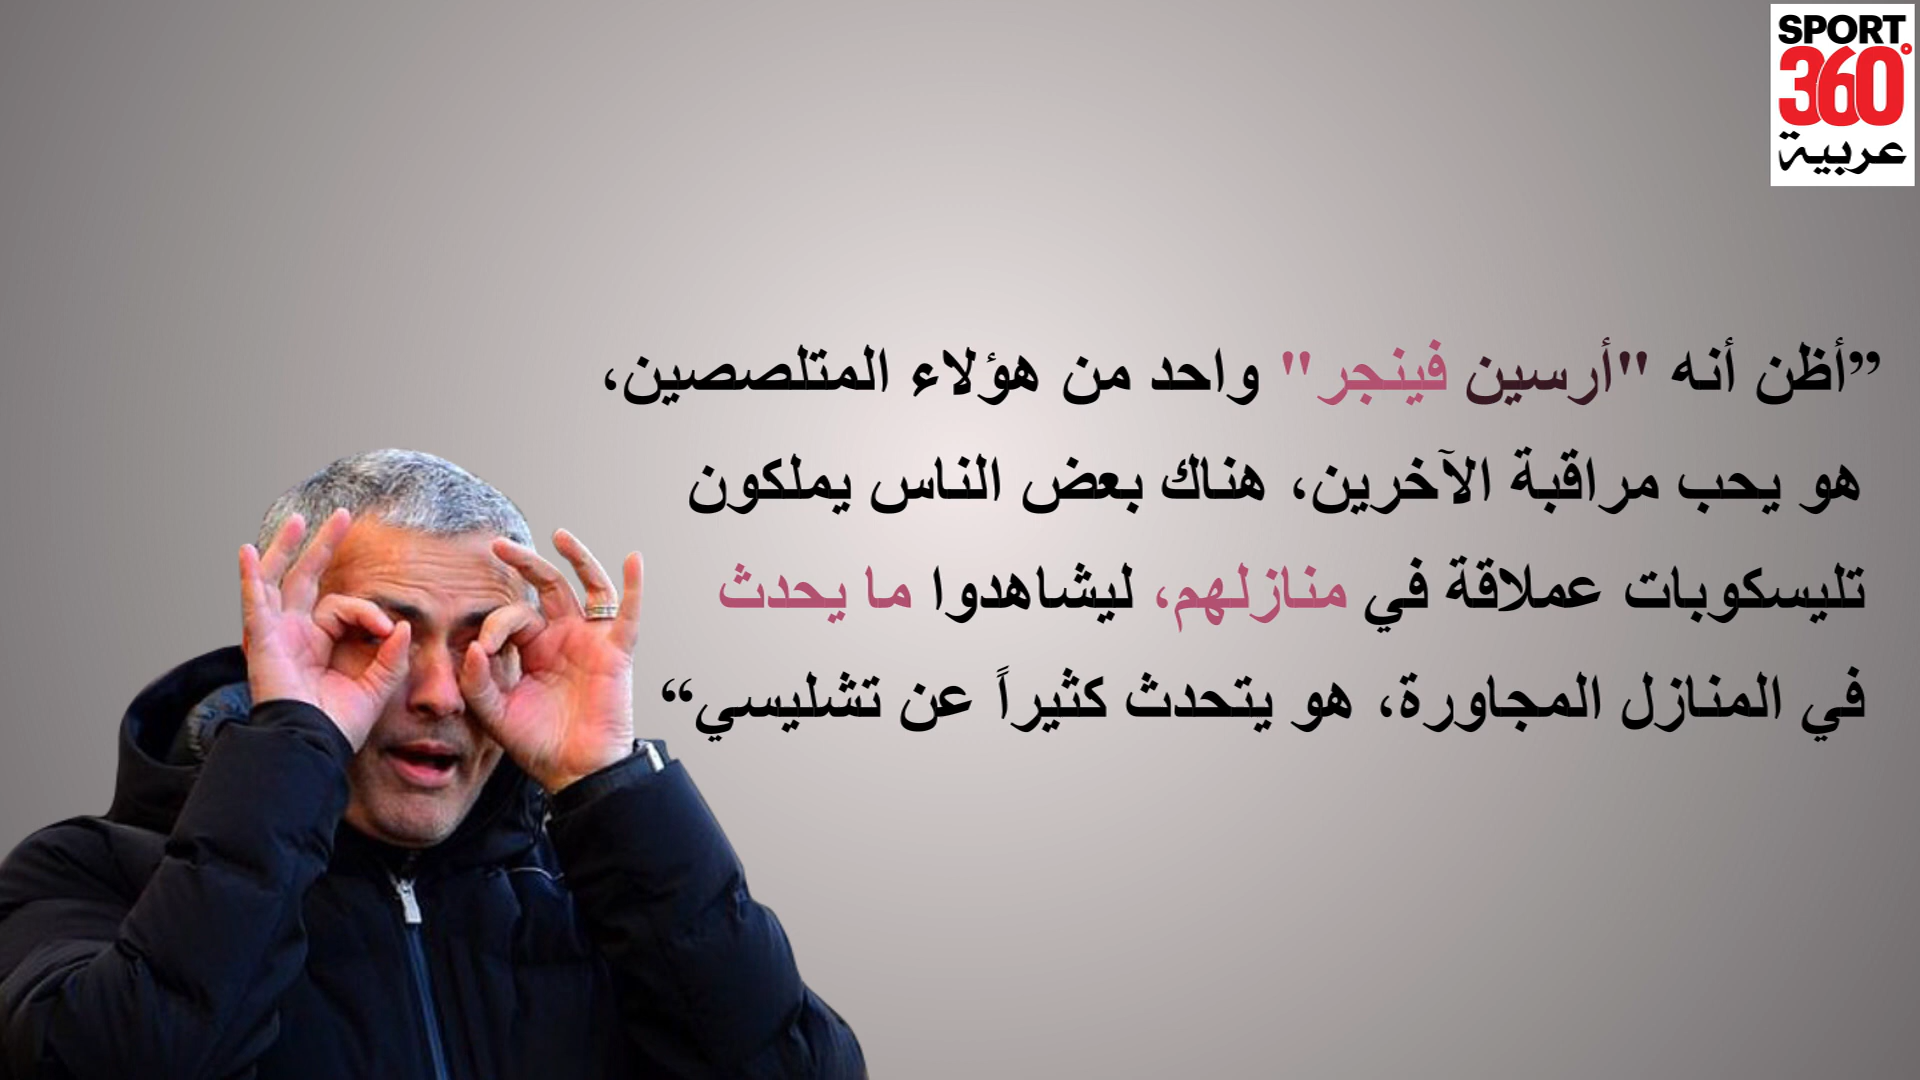 SPORT
360°
عربية
”أظن أنه "أرسين فينجر" واحد من هؤلاء المتلصصين،
هو يحب مراقبة الآخرين، هناك بعض الناس يملكون
تليسكوبات عملاقة في منازلهم، ليشاهدوا ما يحدث
في المنازل المجاورة، هو يتحدث كثيراً عن تشليسي“